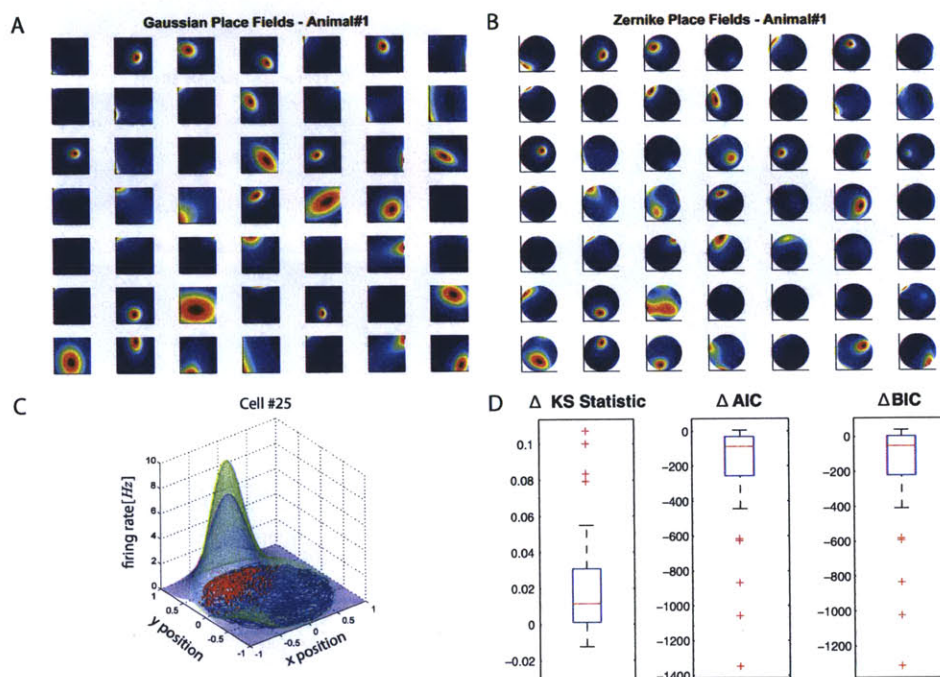 A
Gaussian Place Fields - Animal#1
B
Zernike Place Fields - Animal#1
C
Cell #25
firing rate[Hz]
10
8
6
4
2
0
1
0.5
0
-0.5
-1
y position
-1
-0.5
0
0.5
1
x position
D
Δ KS Statistic
0.1
0.08
0.06
0.04
0.02
0
-0.02
Δ AIC
0
-200
-400
-600
-800
-1000
-1200
-1400
Δ BIC
0
-200
-400
-600
-800
-1000
-1200